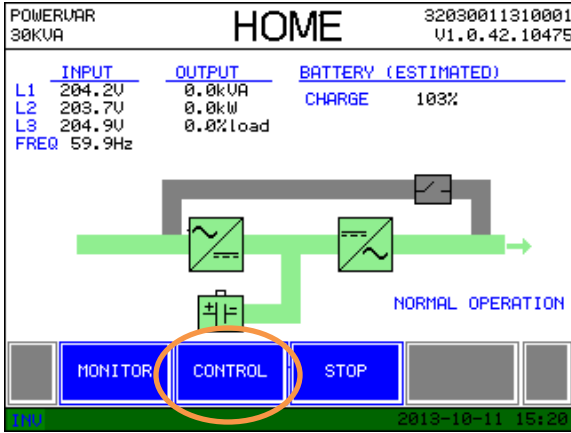 POWERVAR
30KVA
HOME
32030011310001
V1.0.42.10475
INPUT OUTPUT BATTERY (ESTIMATED)
L1 204.2V 0.0kVA CHARGE 103%
L2 203.7V 0.0kW
L3 204.9V 0.0%load
FREQ 59.9Hz
NORMAL OPERATION
MONITOR CONTROL STOP
INV 2013-10-11 15:20